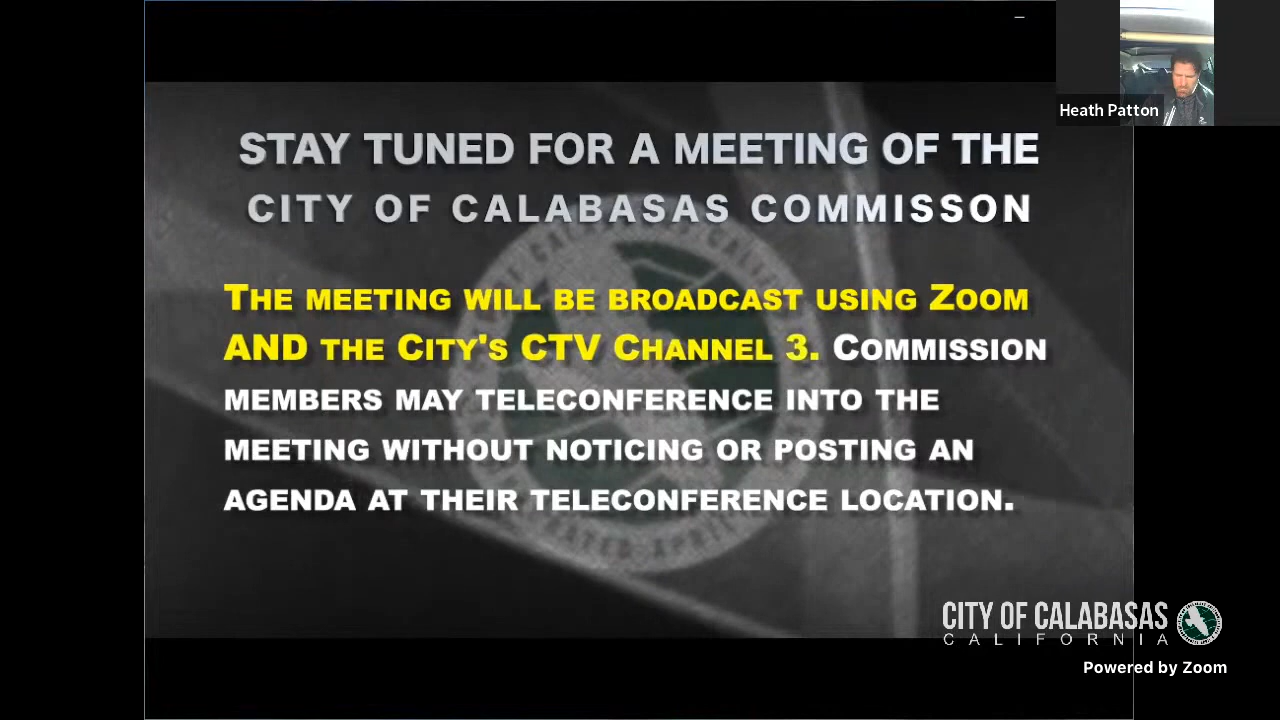 Heath Patton
STAY TUNED FOR A MEETING OF THE
CITY OF CALABASAS COMMISSON
THE MEETING WILL BE BROADCAST USING ZOOM
AND THE CITY'S CTV CHANNEL 3. COMMISSION
MEMBERS MAY TELECONFERENCE INTO THE
MEETING WITHOUT NOTICING OR POSTING AN
AGENDA AT THEIR TELECONFERENCE LOCATION.
CITY OF CALABASAS
CALIFORNIA
Powered by Zoom